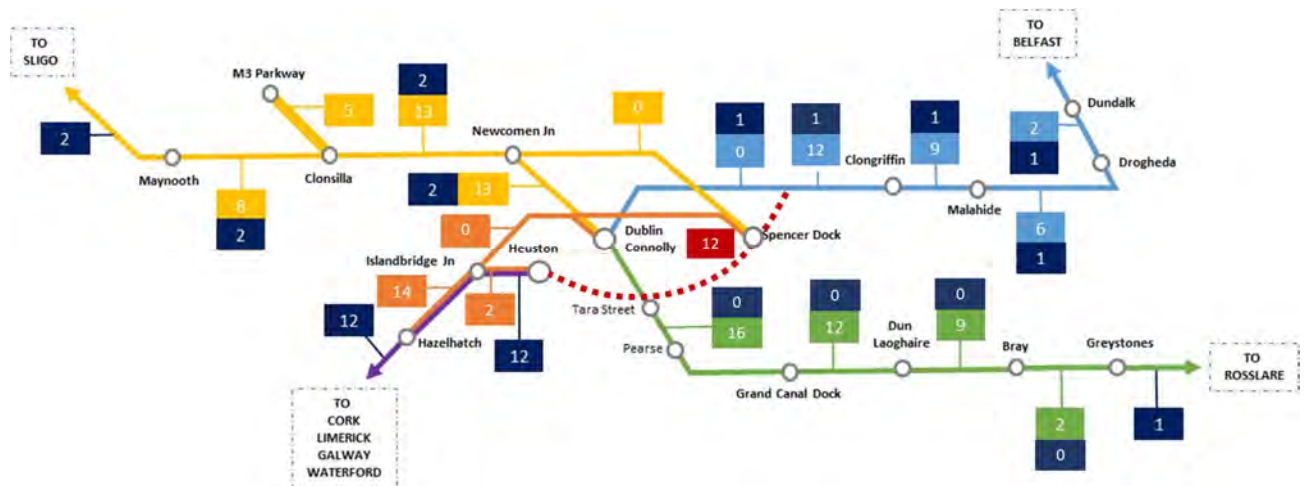 TO
SLIGO
TO
BELFAST
M3 Parkway
2
5
13
Newcomen Jn
0
1
0
1
12
1
9
Clongriffin
2
1
Dundalk
Drogheda
2
Maynooth
Clonsilla
8
2
2
13
Malahide
6
1
0
Dublin
Connolly
12
Spencer Dock
Heuston
Islandbridge Jn
14
2
12
12
Hazelhatch
Tara Street
0
16
Pearse
0
12
0
9
Dun
Laoghaire
Bray
Greystones
Grand Canal Dock
TO
ROSSLARE
2
0
1
TO
CORK
LIMERICK
GALWAY
WATERFORD